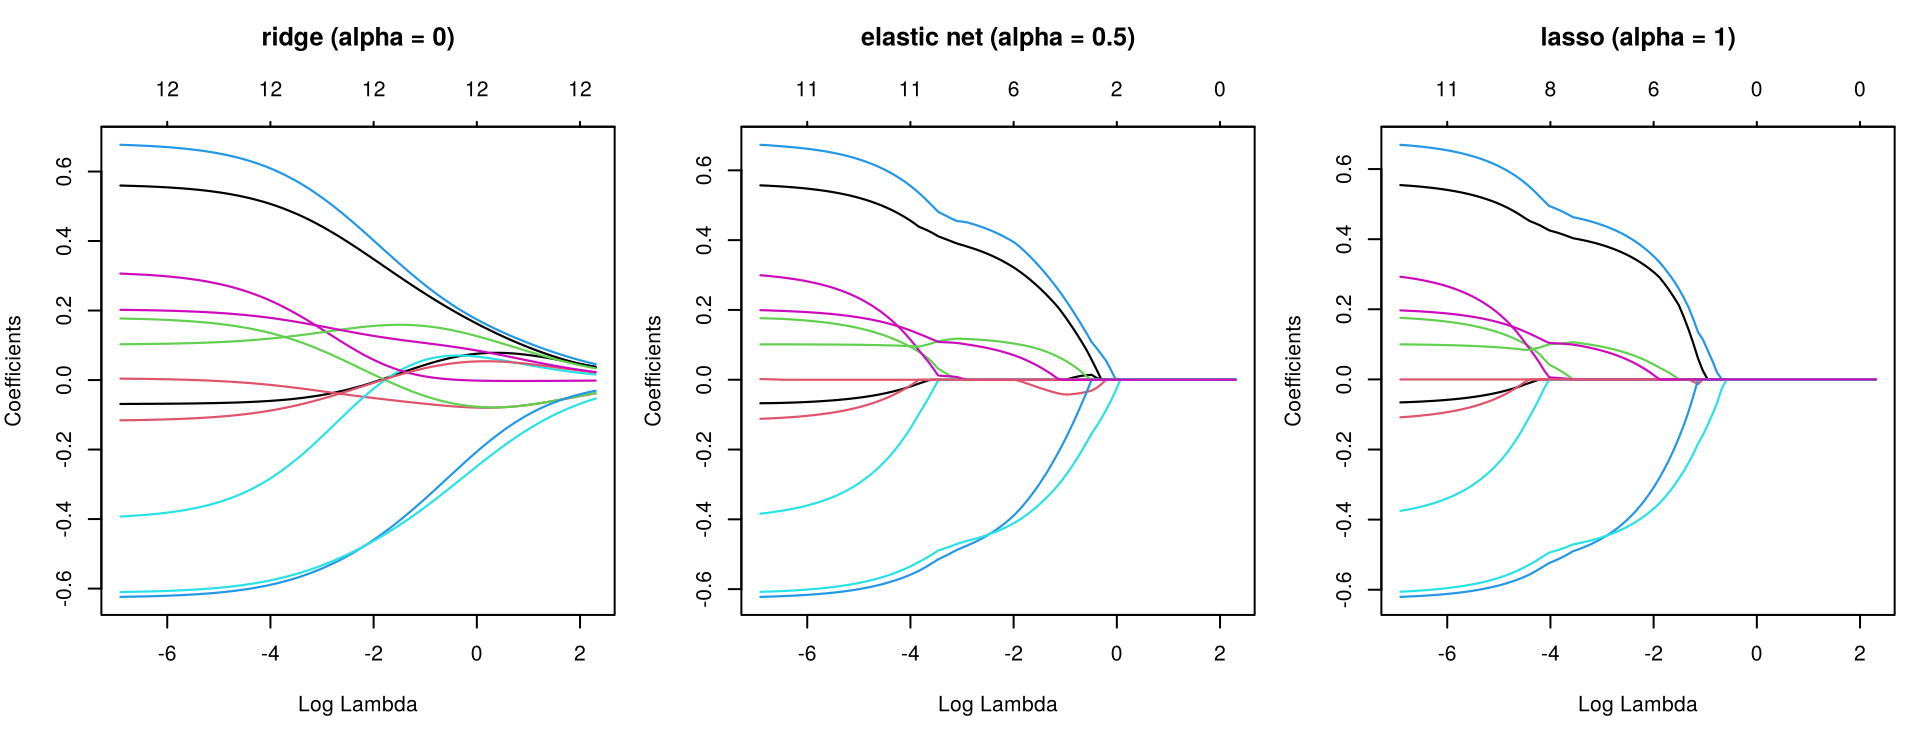 ridge (alpha = 0)
12 12 12 12 12
Coefficients
0.6
0.4
0.2
0.0
-0.2
-0.4
-0.6
-6 -4 -2 0 2
Log Lambda
elastic net (alpha = 0.5)
11 11 6 2 0
Coefficients
0.6
0.4
0.2
0.0
-0.2
-0.4
-0.6
-6 -4 -2 0 2
Log Lambda
lasso (alpha = 1)
11 8 6 0 0
Coefficients
0.6
0.4
0.2
0.0
-0.2
-0.4
-0.6
-6 -4 -2 0 2
Log Lambda